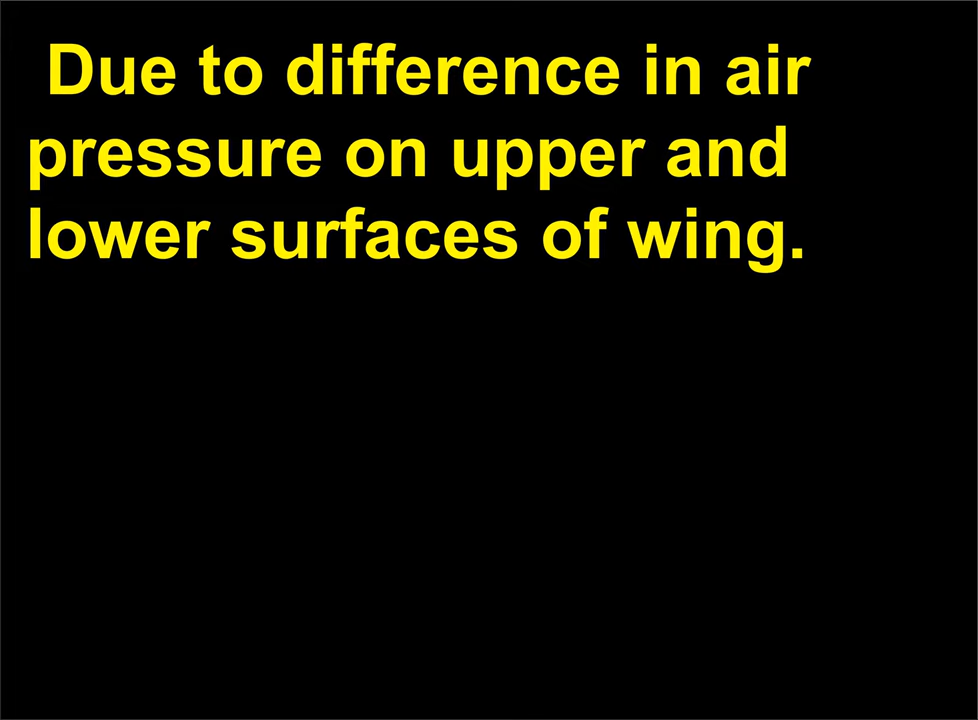 Due to difference in air
pressure on upper and
lower surfaces of wing.